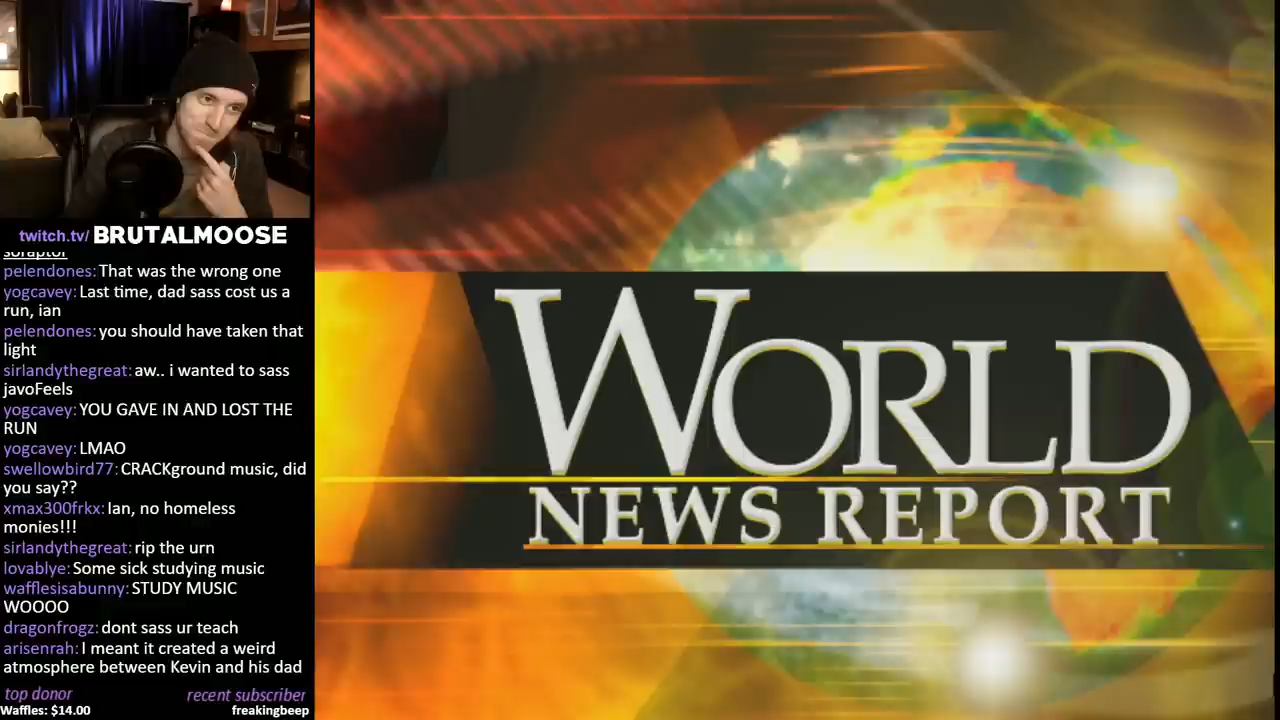 twitch.tv/ BRUTALMOOSE
soraptor
pelendones: That was the wrong one
yogcavey: Last time, dad sass cost us a
run, ian
pelendones: you should have taken that
light
sirlandythegreat: aw.. i wanted to sass
javoFeels
yogcavey: YOU GAVE IN AND LOST THE
RUN
yogcavey: LMAO
swellowbird77: CRACKground music, did
you say??
xmax300frkx: Ian, no homeless
monies!!!
sirlandythegreat: rip the urn
lovablye: Some sick studying music
wafflesisabunny: STUDY MUSIC
WOOOO
dragonfrogz: dont sass ur teach
arisenrah: I meant it created a weird
atmosphere between Kevin and his dad
top donor
Waffles: $14.00
recent subscriber
freakingbeep
WORLD
NEWS REPORT